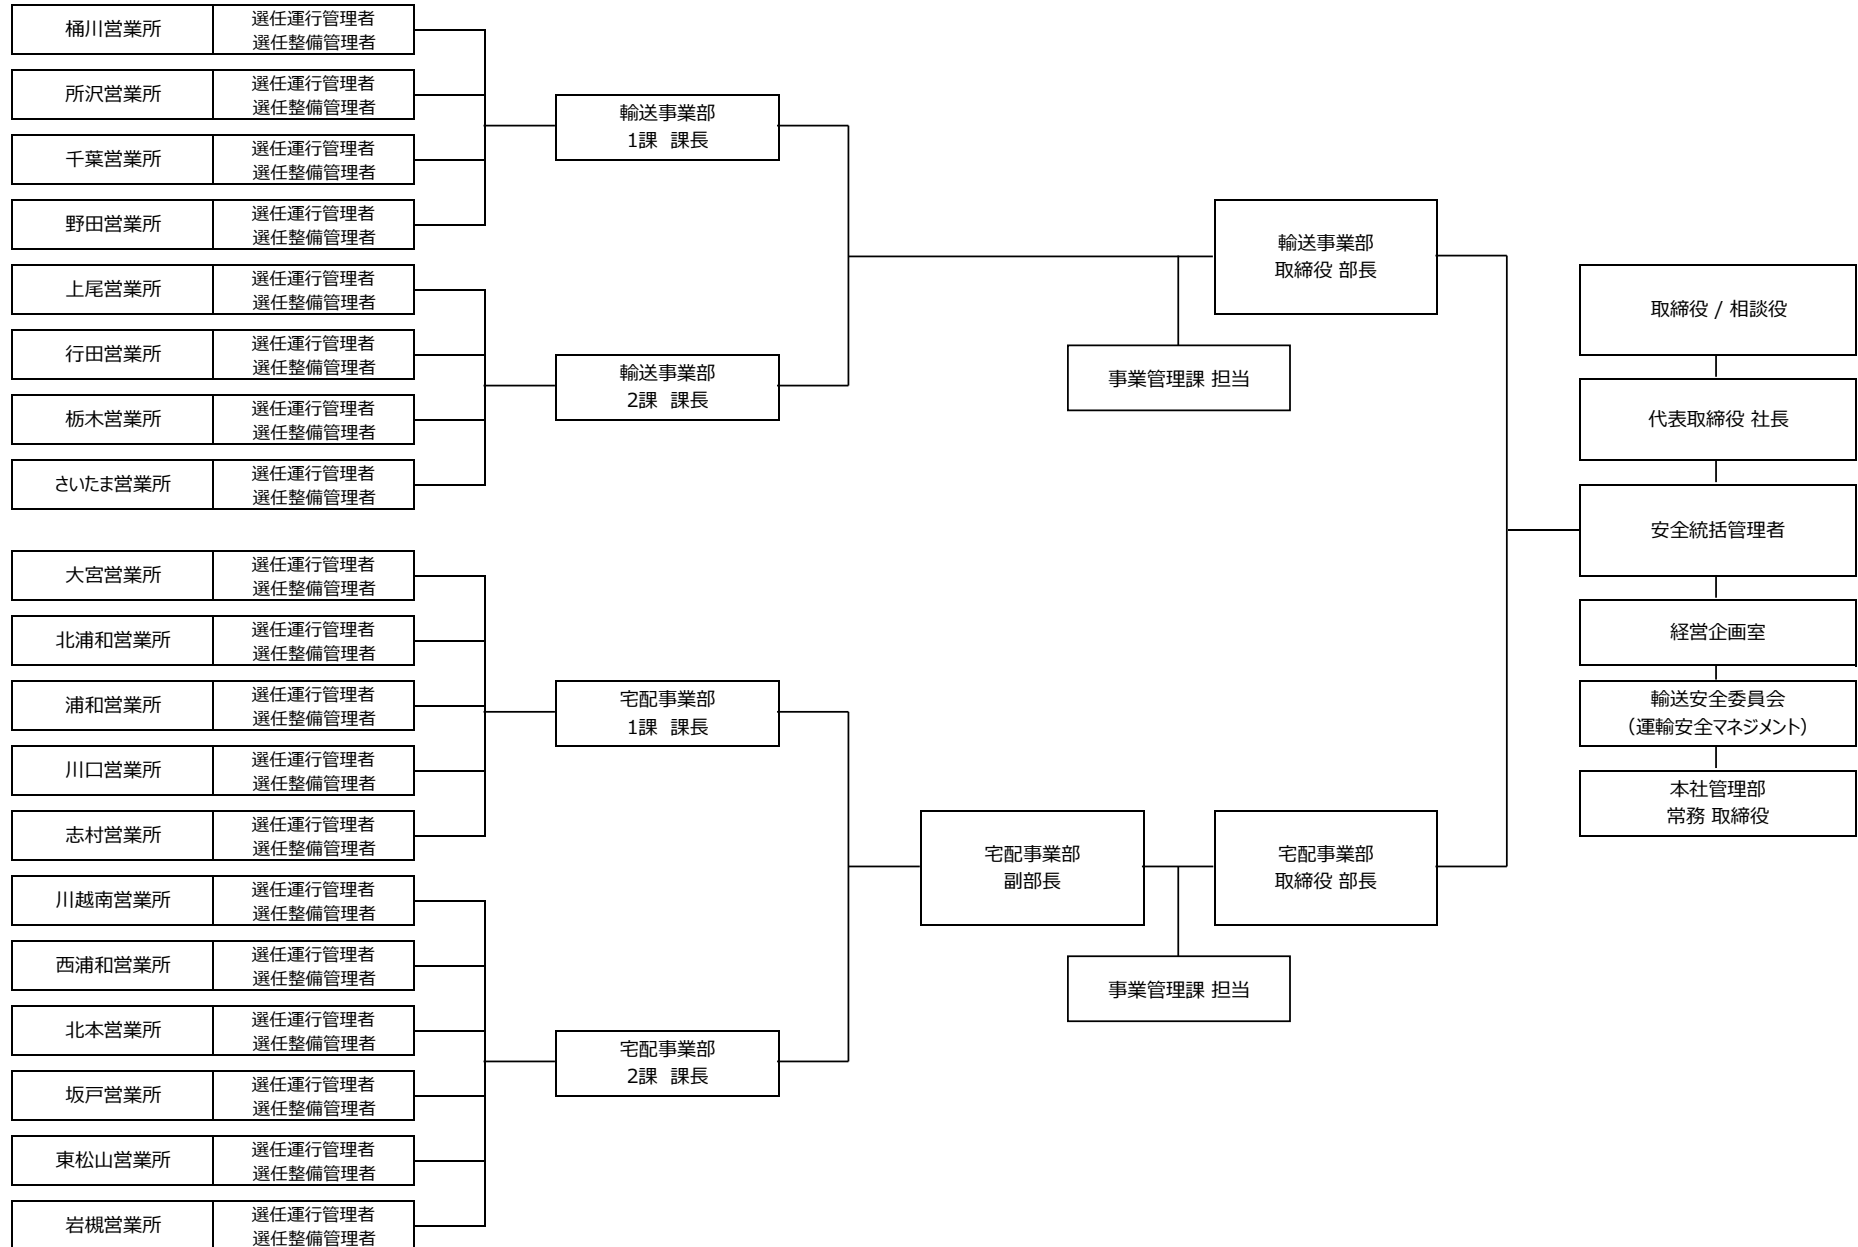 桶川営業所
選任運行管理者
選任整備管理者
所沢営業所
選任運行管理者
選任整備管理者
千葉営業所
選任運行管理者
選任整備管理者
野田営業所
選任運行管理者
選任整備管理者
上尾営業所
選任運行管理者
選任整備管理者
行田営業所
選任運行管理者
選任整備管理者
栃木営業所
選任運行管理者
選任整備管理者
さいたま営業所
選任運行管理者
選任整備管理者
輸送事業部
1課 課長
輸送事業部
2課 課長
輸送事業部
取締役 部長
事業管理課 担当
大宮営業所
選任運行管理者
選任整備管理者
北浦和営業所
選任運行管理者
選任整備管理者
浦和営業所
選任運行管理者
選任整備管理者
川口営業所
選任運行管理者
選任整備管理者
志村営業所
選任運行管理者
選任整備管理者
川越南営業所
選任運行管理者
選任整備管理者
西浦和営業所
選任運行管理者
選任整備管理者
北本営業所
選任運行管理者
選任整備管理者
坂戸営業所
選任運行管理者
選任整備管理者
東松山営業所
選任運行管理者
選任整備管理者
岩槻営業所
選任運行管理者
選任整備管理者
宅配事業部
1課 課長
宅配事業部
2課 課長
宅配事業部
副部長
宅配事業部
取締役 部長
事業管理課 担当
取締役 / 相談役
代表取締役 社長
安全統括管理者
経営企画室
輸送安全委員会
（運輸安全マネジメント）
本社管理部
常務 取締役